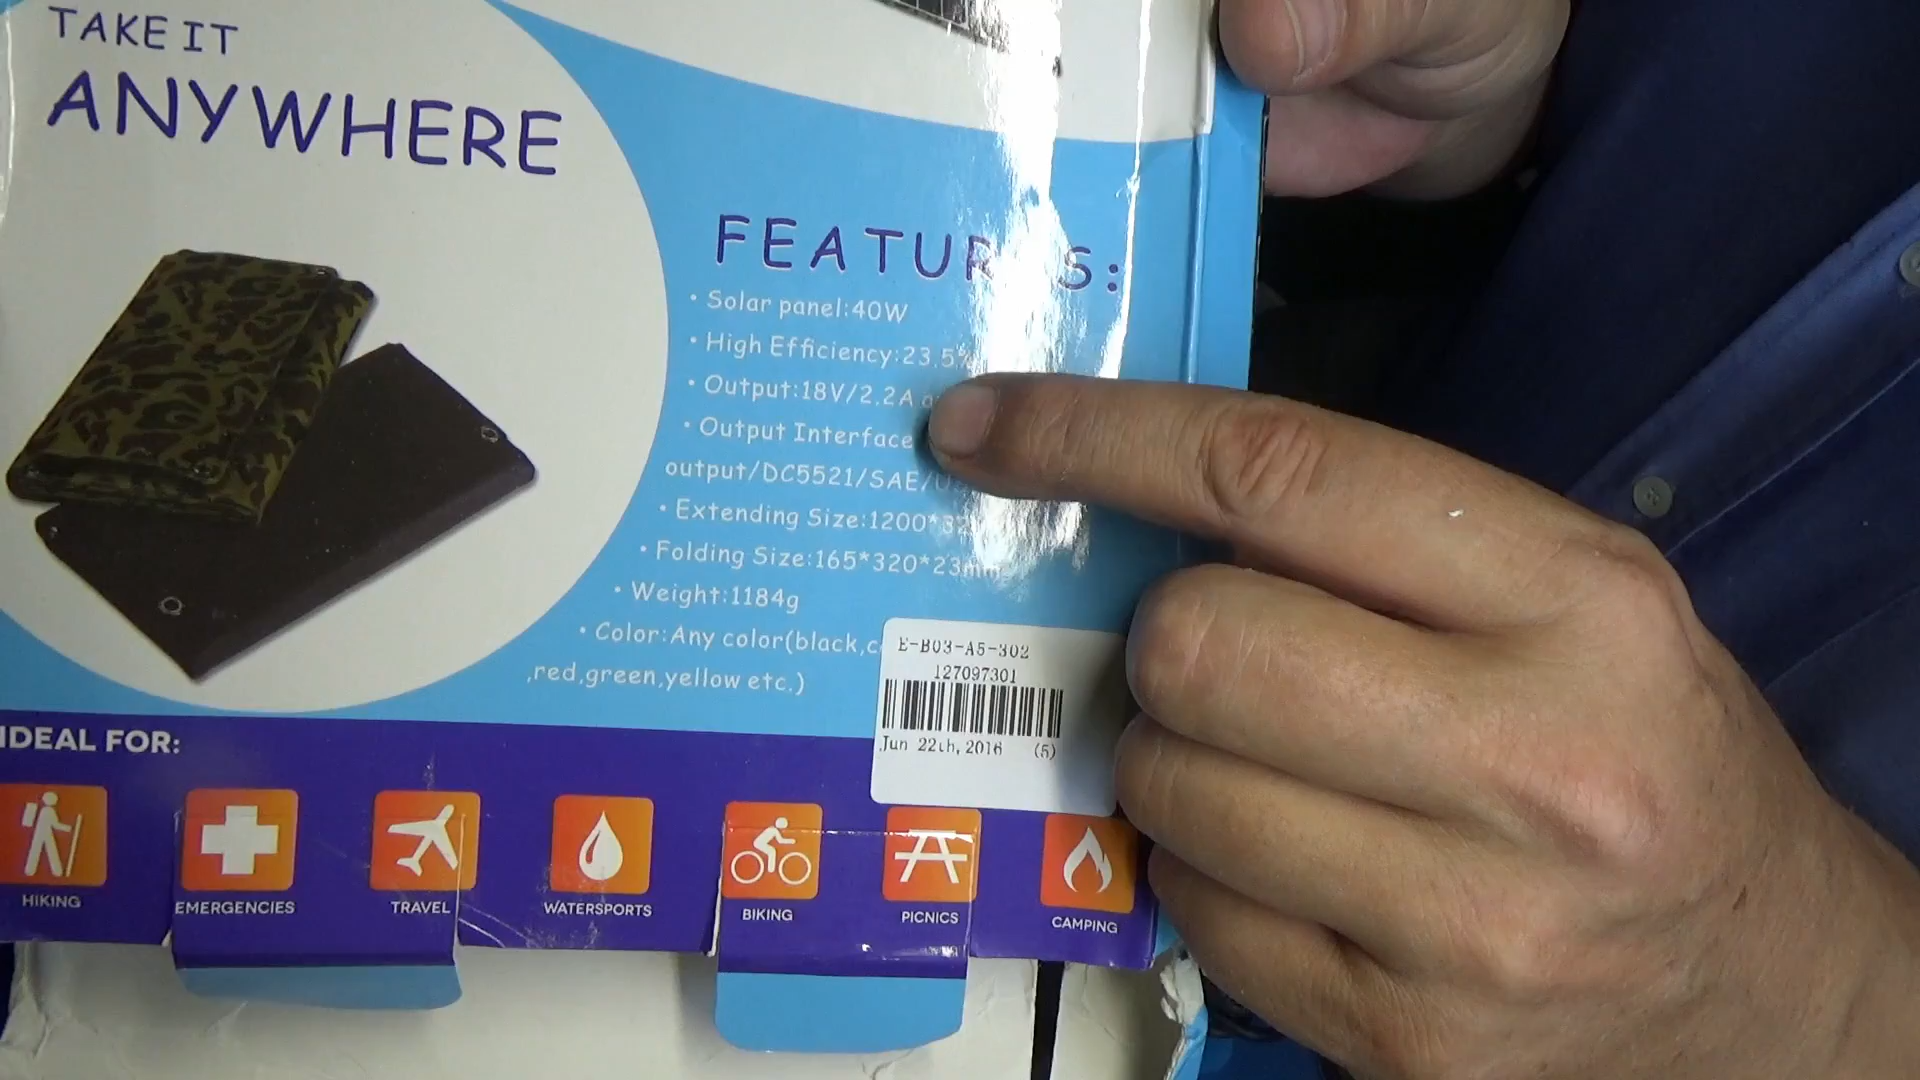 TAKE IT
ANYWHERE
FEATUR S:
• Solar panel:40W
• High Efficiency:23.5%
• Output:18V/2.2A
• Output Interface
output/DC5521/SAE/
• Extending Size:1200*32
• Folding Size:165*320*23mm
• Weight:1184g
• Color:Any color(black,c
,red,green,yellow etc.)
E-B03-A5-302
127097301
Jun 22th, 2016 (5)
IDEAL FOR:
HIKING EMERGENCIES TRAVEL WATERSPORTS BIKING PICNICS CAMPING